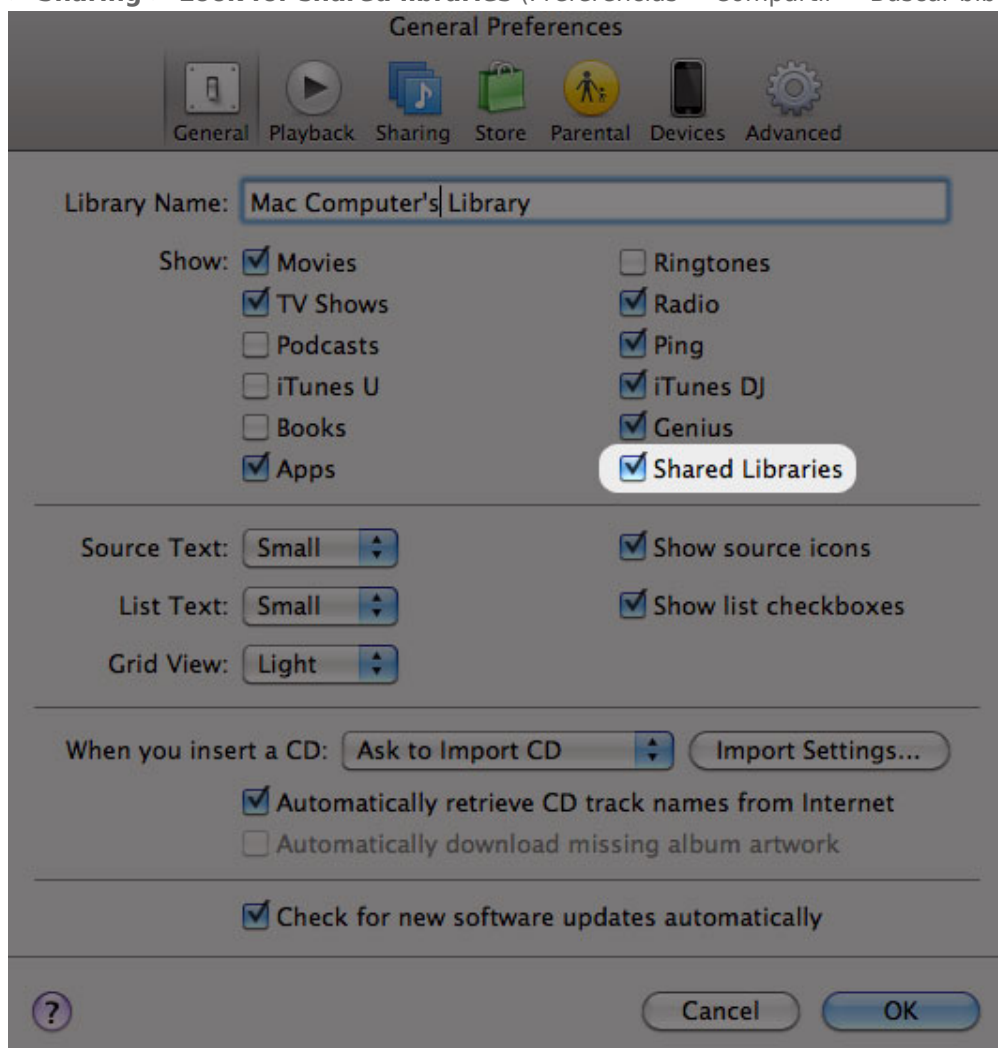 Sharing
General Preferences
General Playback Sharing Store Parental Devices Advanced
Library Name: Mac Computer's Library
Show: Movies Ringtones
TV Shows Radio
Podcasts Ping
iTunes U iTunes DJ
Books Genius
Apps Shared Libraries
Source Text: Small Show source icons
List Text: Small Show list checkboxes
Grid View: Light
When you insert a CD: Ask to Import CD Import Settings...
Automatically retrieve CD track names from Internet
Automatically download missing album artwork
Check for new software updates automatically
? Cancel OK